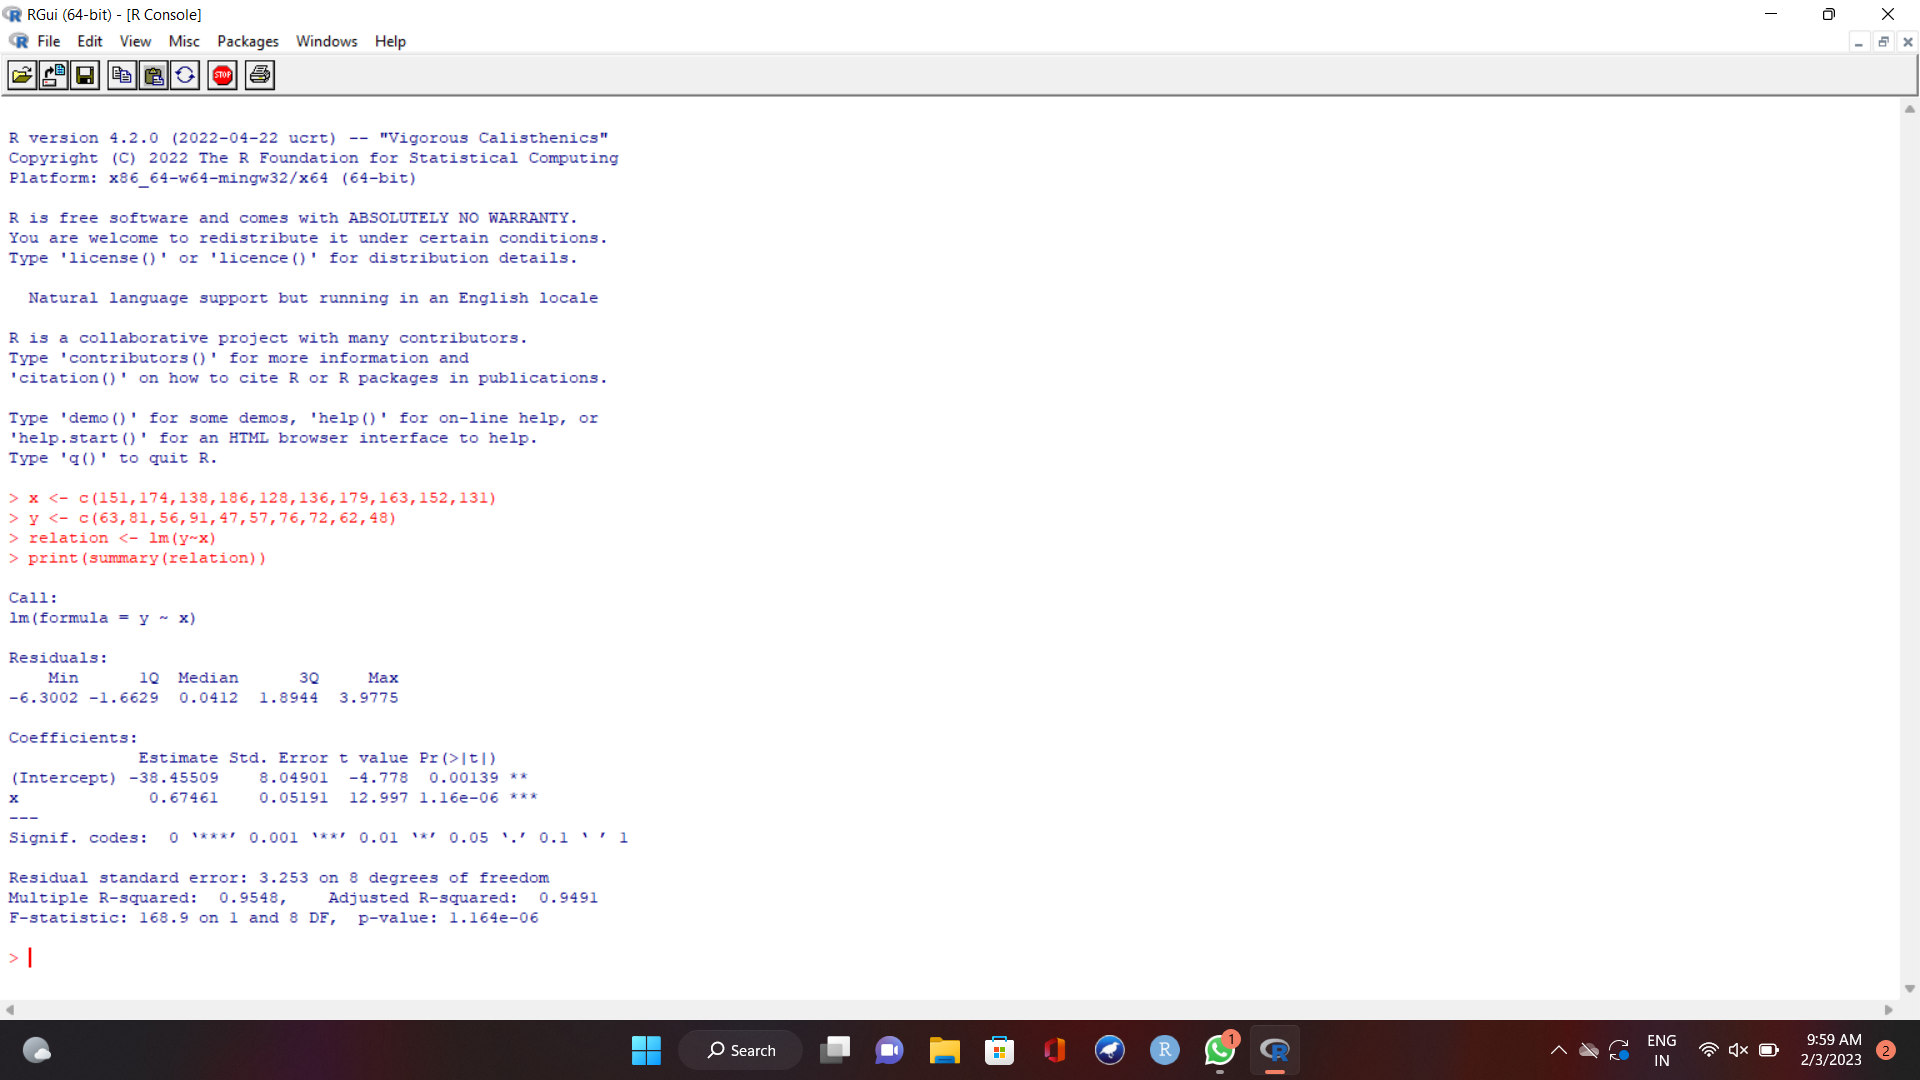 RGui (64-bit) - [R Console]
File Edit View Misc Packages Windows Help
STOP
R version 4.2.0 (2022-04-22 ucrt) -- "Vigorous Calisthenics"
Copyright (C) 2022 The R Foundation for Statistical Computing
Platform: x86_64-w64-mingw32/x64 (64-bit)
R is free software and comes with ABSOLUTELY NO WARRANTY.
You are welcome to redistribute it under certain conditions.
Type 'license()' or 'licence()' for distribution details.
Natural language support but running in an English locale
R is a collaborative project with many contributors.
Type 'contributors()' for more information and
'citation()' on how to cite R or R packages in publications.
Type 'demo()' for some demos, 'help()' for on-line help, or
'help.start()' for an HTML browser interface to help.
Type 'q()' to quit R.
> x <- c(151,174,138,186,128,136,179,163,152,131)
> y <- c(63,81,56,91,47,57,76,72,62,48)
> relation <- lm(y~x)
> print(summary(relation))
Call:
lm(formula = y ~ x)
Residuals:
Min 1Q Median 3Q Max
-6.3002 -1.6629 0.0412 1.8944 3.9775
Coefficients:
Estimate Std. Error t value Pr(>|t|)
(Intercept) -38.45509 8.04901 -4.778 0.00139 **
x 0.67461 0.05191 12.997 1.16e-06 ***
---
Signif. codes: 0 ‘***’ 0.001 ‘**’ 0.01 ‘*’ 0.05 ‘.’ 0.1 ‘ ’ 1
Residual standard error: 3.253 on 8 degrees of freedom
Multiple R-squared: 0.9548, Adjusted R-squared: 0.9491
F-statistic: 168.9 on 1 and 8 DF, p-value: 1.164e-06
>
Search
R
1
R
ENG
IN
9:59 AM
2/3/2023
2